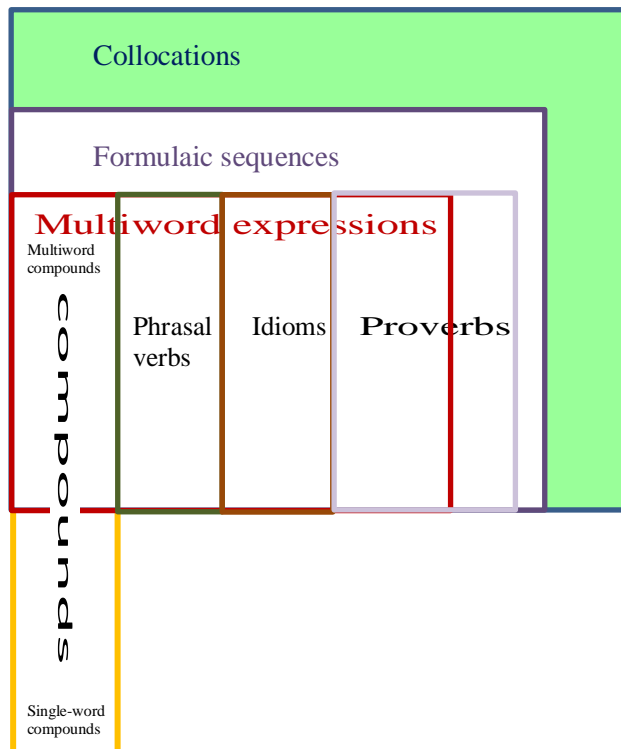 Collocations
Formulaic sequences
Multiword expressions
Multiword
compounds
compounds
Phrasal
verbs
Idioms
Proverbs
Single-word
compounds